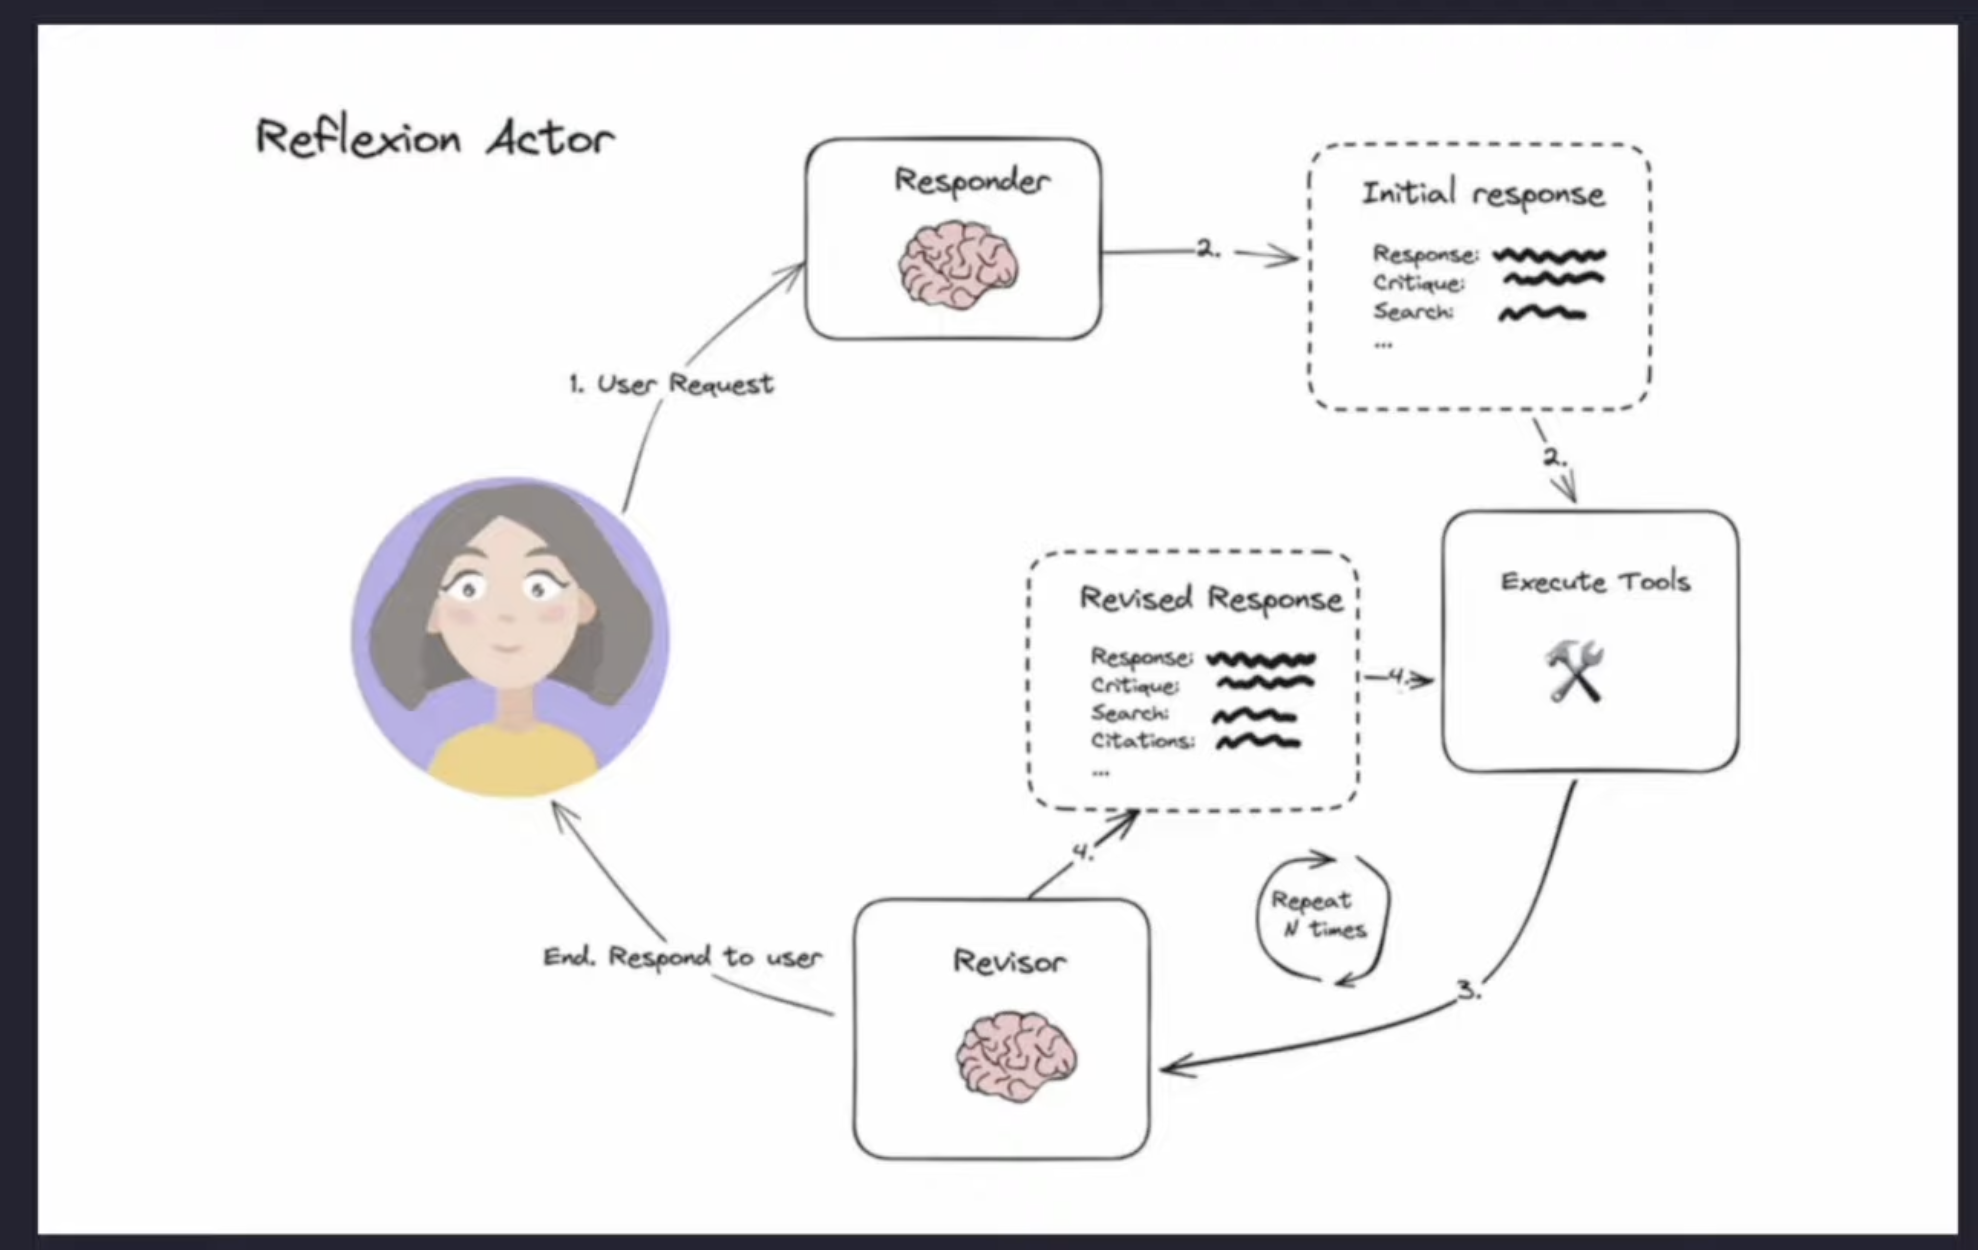 Reflexion Actor
Responder
2.
Initial response
Response:
Critique:
Search:
...
1. User Request
2.
Execute Tools
Revised Response
Response:
Critique:
Search:
Citations:
...
4.
4.
Repeat
N times
3.
End. Respond to user
Revisor